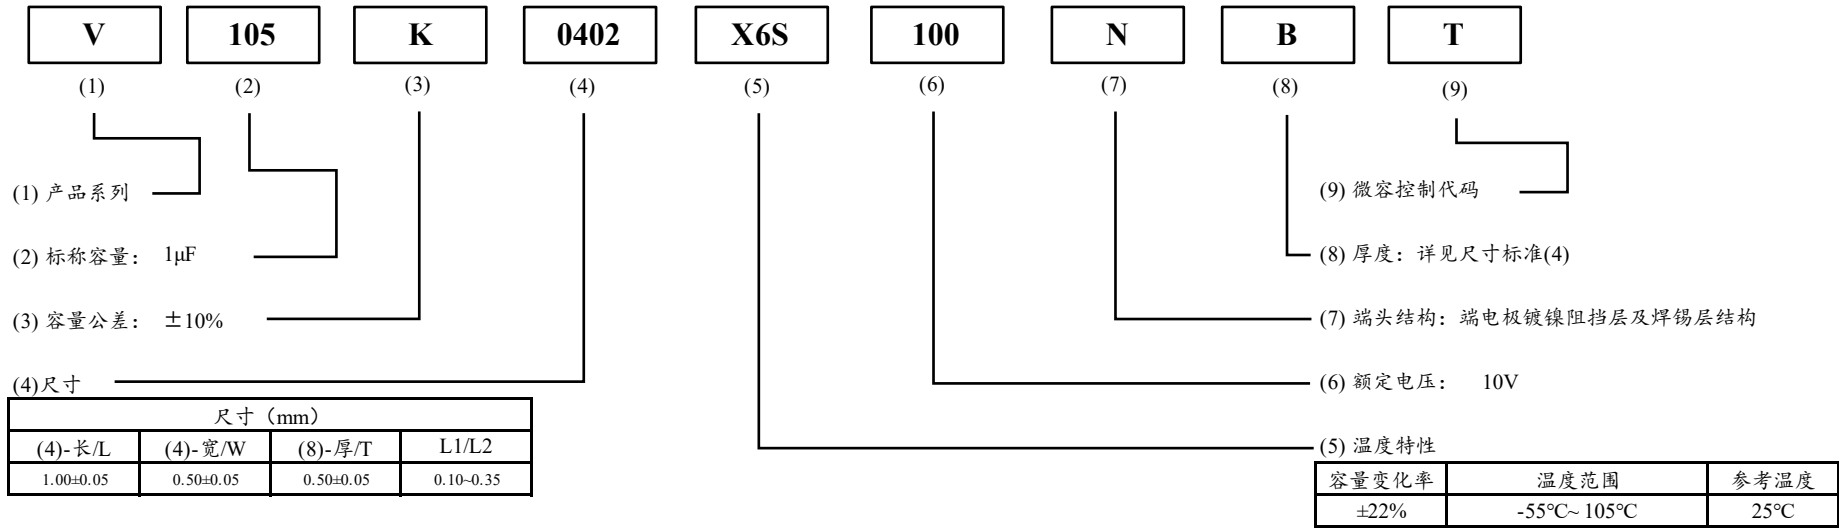 V 105 K 0402 X6S 100 N B T
(1) (2) (3) (4) (5) (6) (7) (8) (9)
(1) 产品系列
(2) 标称容量： 1μF
(3) 容量公差： ±10%
(4)尺寸
尺寸（mm）
(4)-长/L (4)-宽/W (8)-厚/T L1/L2
1.00±0.05 0.50±0.05 0.50±0.05 0.10~0.35
(9) 微容控制代码
(8) 厚度：详见尺寸标准(4)
(7) 端头结构：端电极镀镍阻挡层及焊锡层结构
(6) 额定电压： 10V
(5) 温度特性
容量变化率 温度范围 参考温度
±22% -55°C~ 105°C 25°C